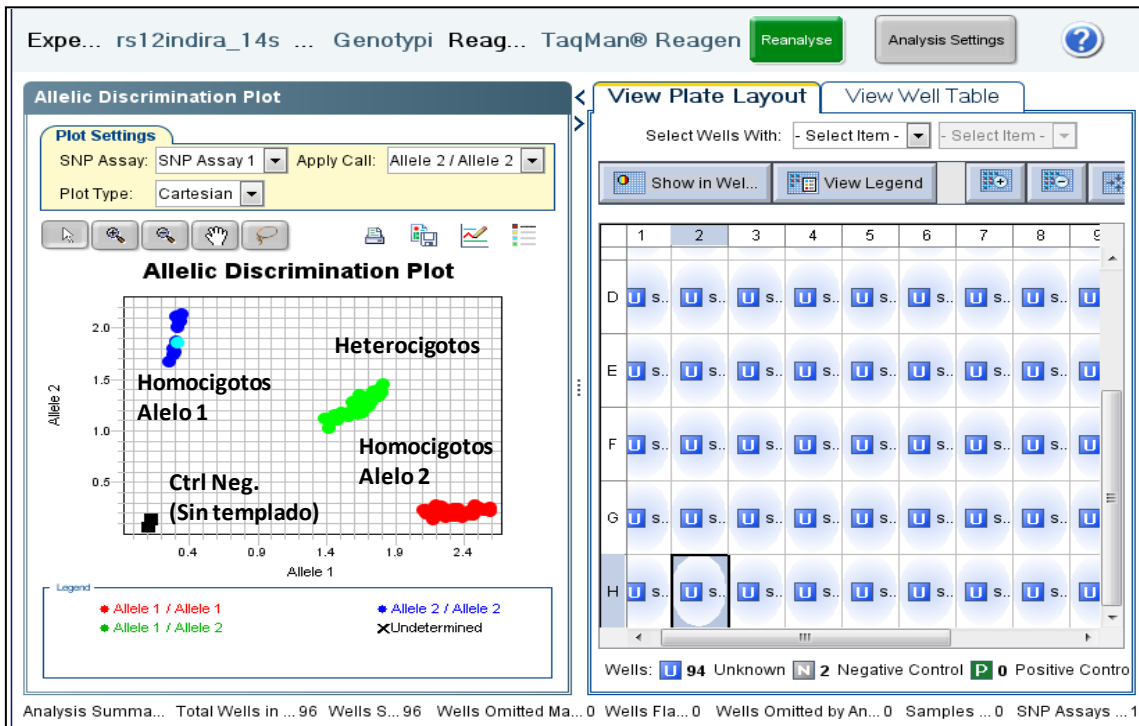 Expe... rs12indira_14s ... Genotypi Reag... TaqMan® Reagen Reanalyse Analysis Settings ?
Allelic Discrimination Plot
Plot Settings
SNP Assay: SNP Assay 1 Apply Call: Allele 2 / Allele 2
Plot Type: Cartesian
Allelic Discrimination Plot
2.0
1.5
1.0
0.5
Allele 2
Heterocigotos
Homocigotos
Alelo 1
Homocigotos
Alelo 2
Ctrl Neg.
(Sin templado)
0.4 0.9 1.4 1.9 2.4
Allele 1
Legend
Allele 1 / Allele 1 Allele 2 / Allele 2
Allele 1 / Allele 2 Undetermined
View Plate Layout View Well Table
Select Wells With: - Select Item - - Select Item -
Show in Wel... View Legend
1 2 3 4 5 6 7 8 9
D U s.. U s.. U s.. U s.. U s.. U s.. U s.. U s.. U
E U s.. U s.. U s.. U s.. U s.. U s.. U s.. U s.. U
F U s.. U s.. U s.. U s.. U s.. U s.. U s.. U s.. U
G U s.. U s.. U s.. U s.. U s.. U s.. U s.. U s.. U
H U s.. U s.. U s.. U s.. U s.. U s.. U s.. U s.. U
Wells: U 94 Unknown N 2 Negative Control P 0 Positive Contro
Analysis Summa... Total Wells in ... 96 Wells S... 96 Wells Omitted Ma... 0 Wells Fla... 0 Wells Omitted by An... 0 Samples ... 0 SNP Assays ... 1